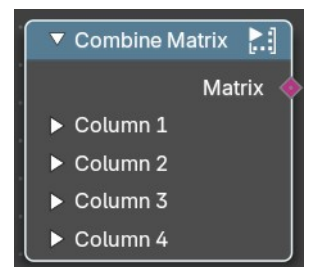 Combine Matrix
Matrix
Column 1
Column 2
Column 3
Column 4